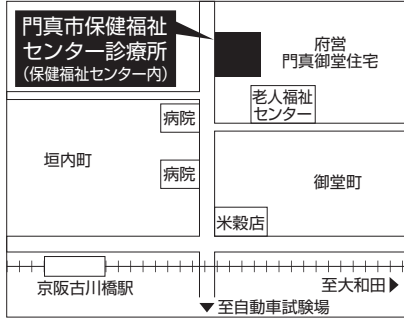 門真市保健福祉
センター診療所
（保健福祉センター内）
府営
門真御堂住宅
老人福祉
センター
病院
垣内町
病院
御堂町
米穀店
京阪古川橋駅
至大和田▶
▼至自動車試験場